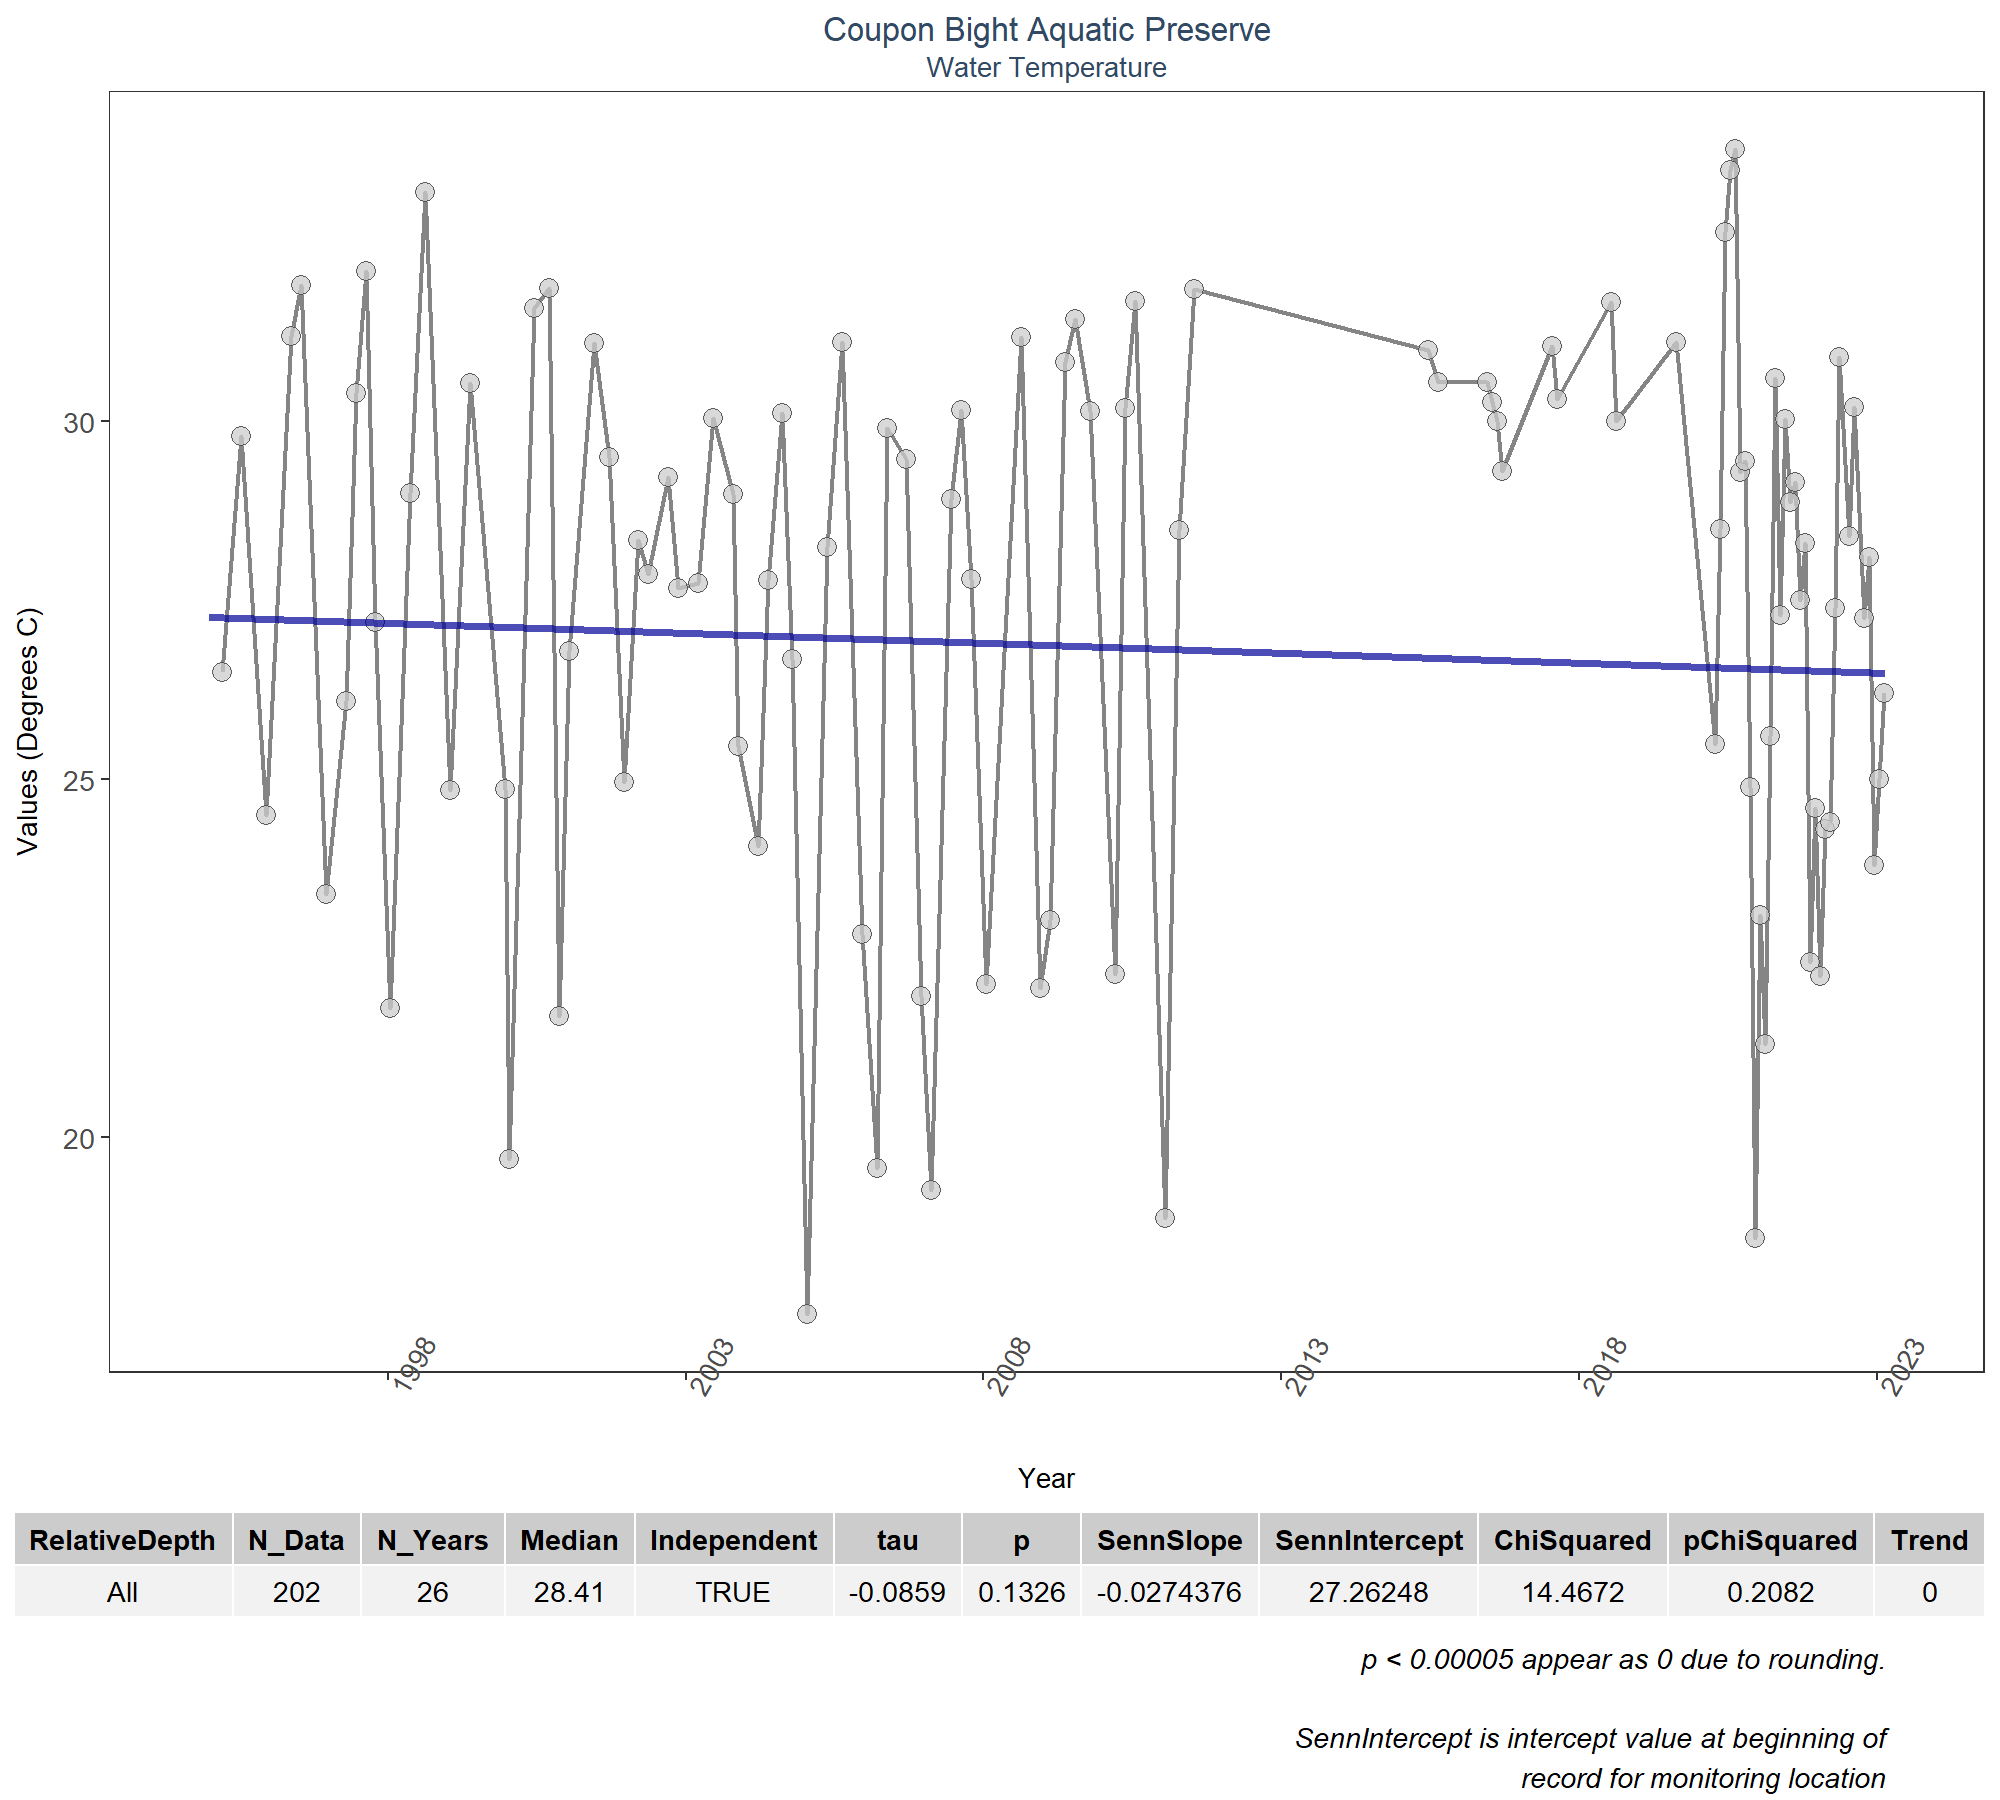 Coupon Bight Aquatic Preserve
Water Temperature
Values (Degrees C)
30
25
20
1998
2003
2008
2013
2018
2023
Year
RelativeDepth N_Data N_Years Median Independent tau p SennSlope SennIntercept ChiSquared pChiSquared Trend
All 202 26 28.41 TRUE -0.0859 0.1326 -0.0274376 27.26248 14.4672 0.2082 0
p < 0.00005 appear as 0 due to rounding.
SennIntercept is intercept value at beginning of
record for monitoring location